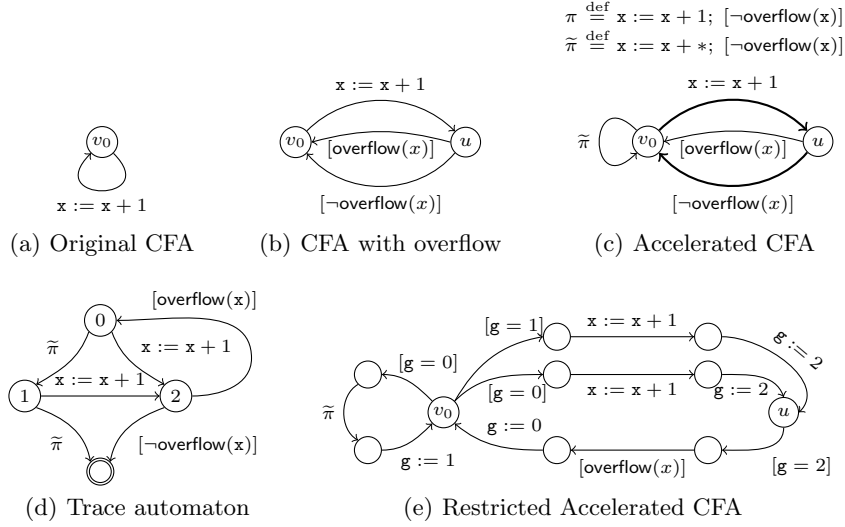 π def= x := x + 1; [¬overflow(x)]
π̃ def= x := x + ∗; [¬overflow(x)]
v₀
x := x + 1
(a) Original CFA
x := x + 1
v₀
[overflow(x)]
u
[¬overflow(x)]
(b) CFA with overflow
x := x + 1
π̃
v₀
[overflow(x)]
u
[¬overflow(x)]
(c) Accelerated CFA
[overflow(x)]
0
π̃
x := x + 1
x := x + 1
1
2
π̃
[¬overflow(x)]
(d) Trace automaton
[g = 1]
x := x + 1
g := 2
[g = 0]
[g = 0]
x := x + 1
g := 2
π̃
v₀
u
g := 0
g := 1
[overflow(x)]
[g = 2]
(e) Restricted Accelerated CFA